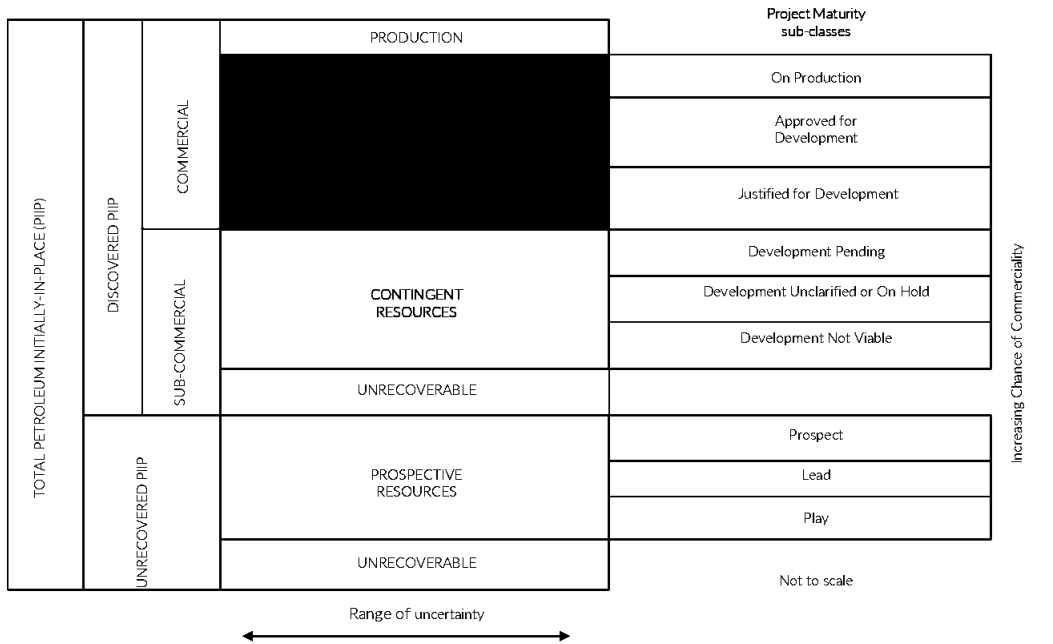 Project Maturity
sub-classes
PRODUCTION
On Production
Approved for
Development
Justified for Development
COMMERCIAL
DISCOVERED PIIP
TOTAL PETROLEUM INITIALLY-IN-PLACE (PIIP)
SUB-COMMERCIAL
CONTINGENT
RESOURCES
Development Pending
Development Unclarified or On Hold
Development Not Viable
UNRECOVERABLE
UNRECOVERED PIIP
PROSPECTIVE
RESOURCES
Prospect
Lead
Play
UNRECOVERABLE
Increasing Chance of Commerciality
Not to scale
Range of uncertainty